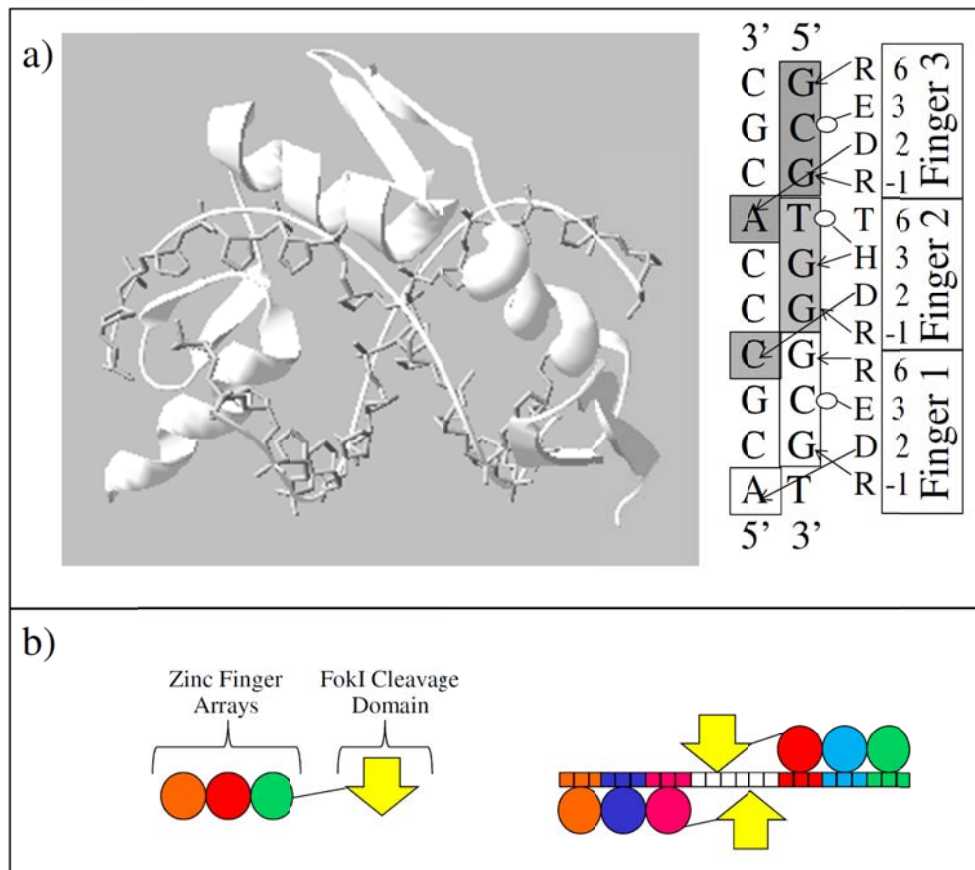 a)
3’ 5’
C G R 6
G C E 3
C G D 2
R -1
Finger 3
A T T 6
C G H 3
C G D 2
R -1
Finger 2
C G R 6
G C E 3
C G D 2
A T R -1
Finger 1
5’ 3’
b)
Zinc Finger Arrays
FokI Cleavage Domain